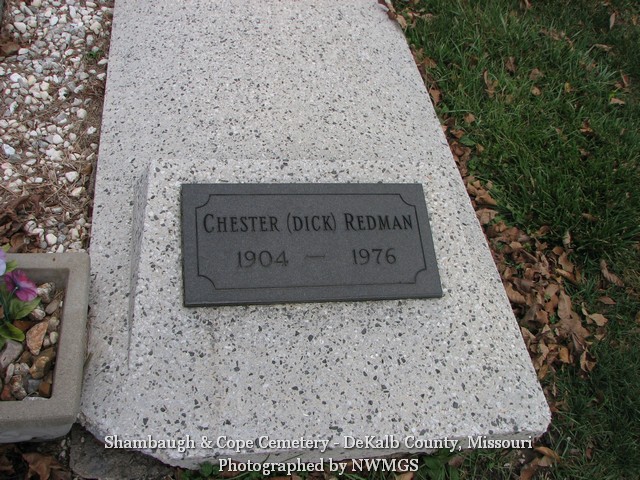 CHESTER (DICK) REDMAN
1904 — 1976
Shambaugh & Cope Cemetery - DeKalb County, Missouri
Photographed by NWMGS